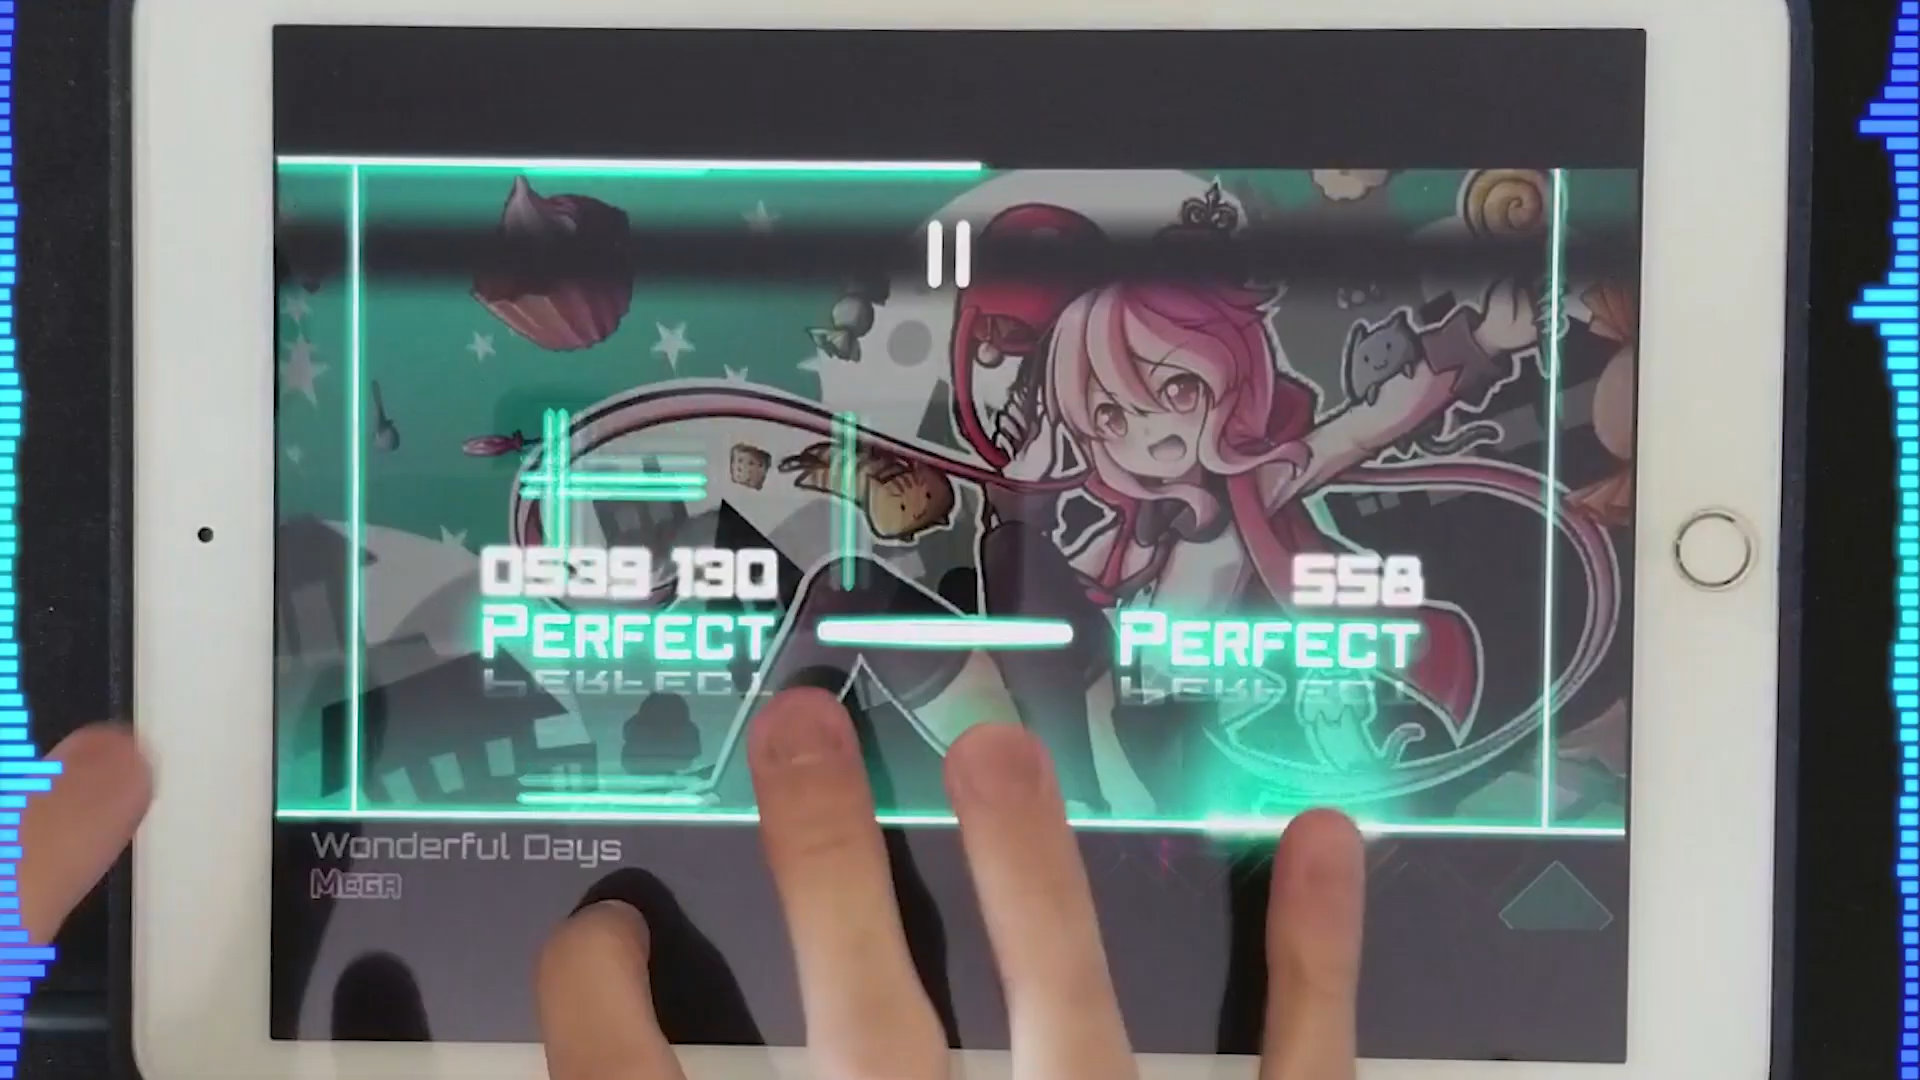 0539 130
PERFECT
558
PERFECT
Wonderful Days
MEGA